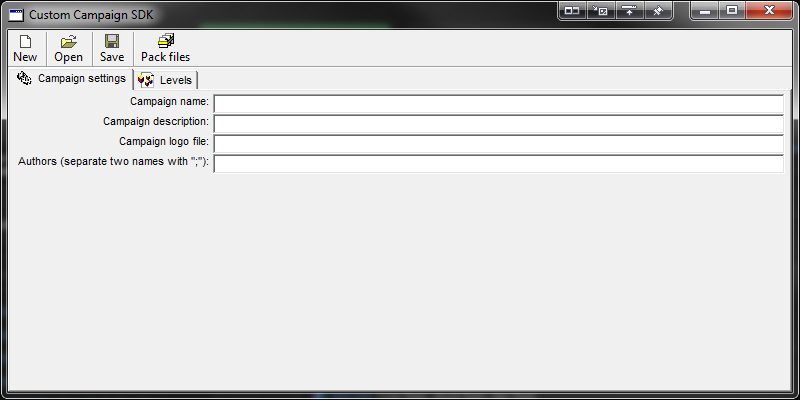 Custom Campaign SDK
New Open Save Pack files
Campaign settings Levels
Campaign name:
Campaign description:
Campaign logo file:
Authors (separate two names with ";"):